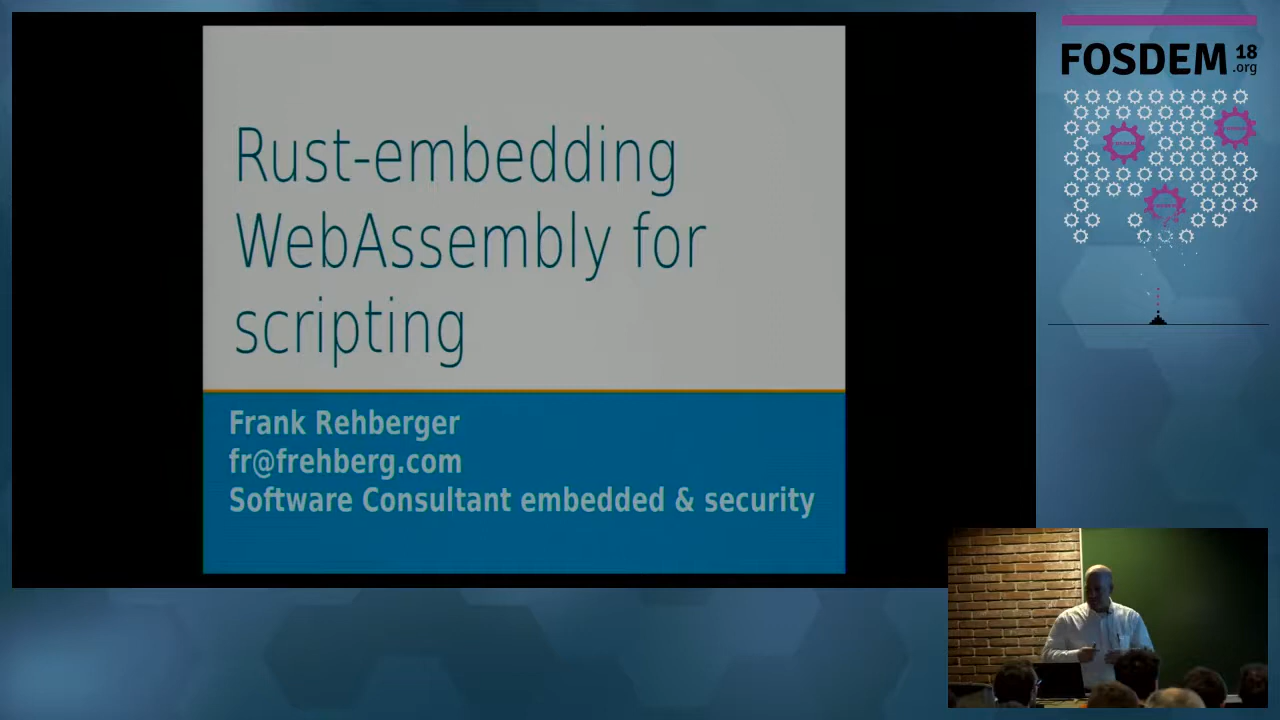 Rust-embedding
WebAssembly for
scripting
Frank Rehberger
fr@frehberg.com
Software Consultant embedded & security
FOSDEM 18
.org